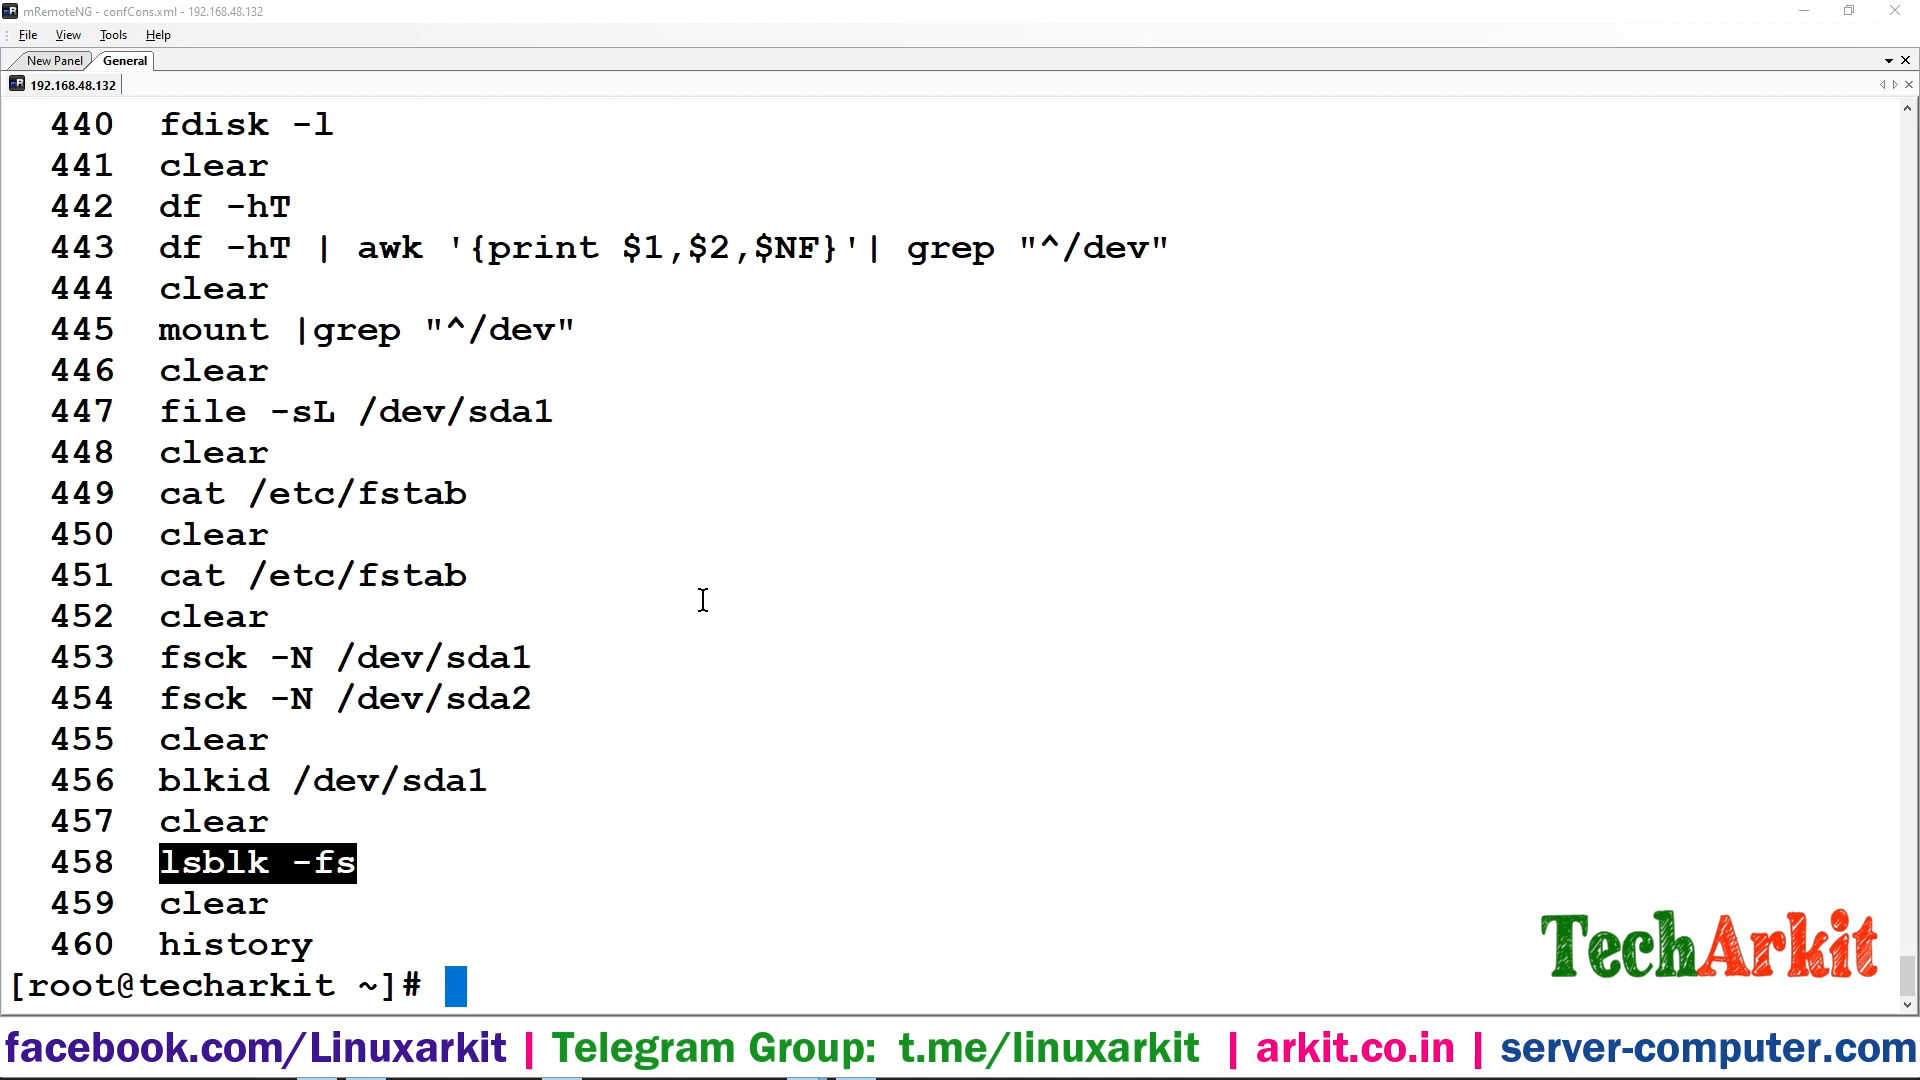 mRemoteNG - confCons.xml - 192.168.48.132
File View Tools Help
New Panel General
192.168.48.132
440 fdisk -l
441 clear
442 df -hT
443 df -hT | awk '{print $1,$2,$NF}'| grep "^/dev"
444 clear
445 mount |grep "^/dev"
446 clear
447 file -sL /dev/sda1
448 clear
449 cat /etc/fstab
450 clear
451 cat /etc/fstab
452 clear
453 fsck -N /dev/sda1
454 fsck -N /dev/sda2
455 clear
456 blkid /dev/sda1
457 clear
458 lsblk -fs
459 clear
460 history
[root@techarkit ~]#
TechArkit
facebook.com/Linuxarkit | Telegram Group: t.me/linuxarkit | arkit.co.in | server-computer.com